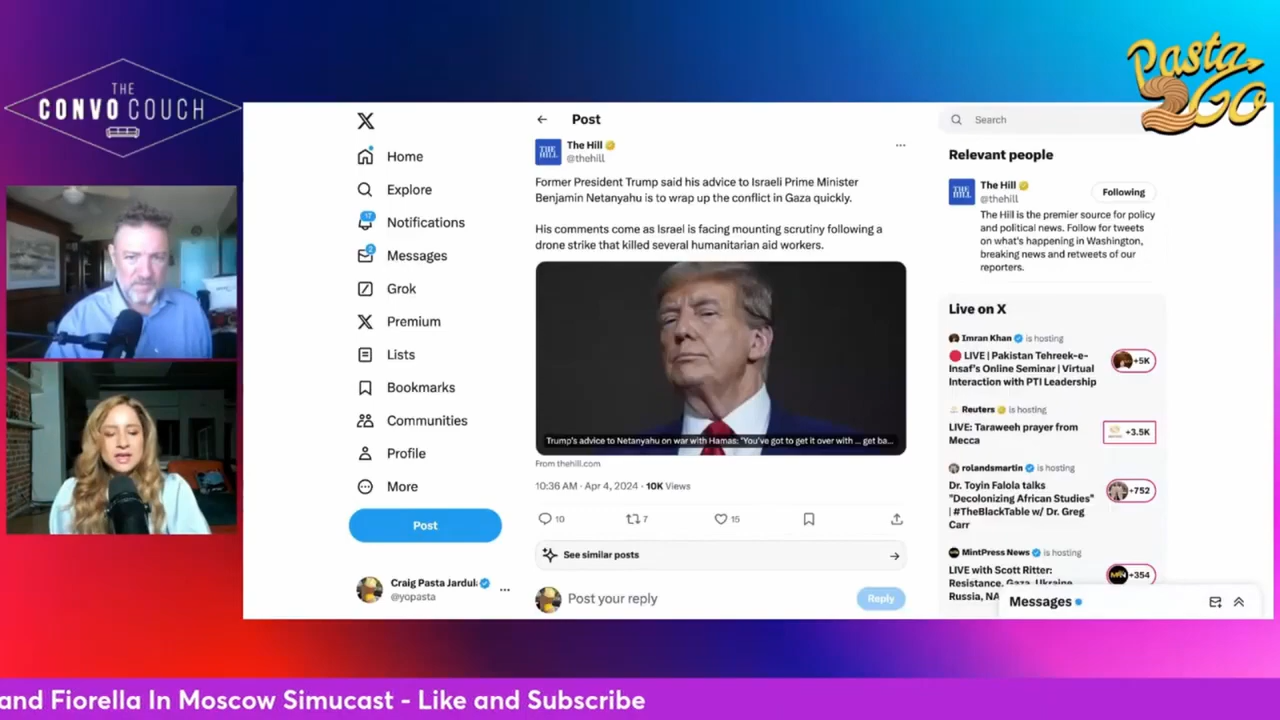 THE
CONVO COUCH
Pasta
2GO
X
Home
Explore
17
Notifications
2
Messages
Grok
Premium
Lists
Bookmarks
Communities
Profile
More
Post
Craig Pasta Jardul
@yopasta
Post
THE
HILL
The Hill
@thehill
Former President Trump said his advice to Israeli Prime Minister
Benjamin Netanyahu is to wrap up the conflict in Gaza quickly.
His comments come as Israel is facing mounting scrutiny following a
drone strike that killed several humanitarian aid workers.
Trump's advice to Netanyahu on war with Hamas: "You've got to get it over with ... get ba...
From thehill.com
10:36 AM · Apr 4, 2024 · 10K Views
10
7
15
See similar posts
Post your reply
Reply
Search
Relevant people
THE
HILL
The Hill
@thehill
Following
The Hill is the premier source for policy
and political news. Follow for tweets
on what's happening in Washington,
breaking news and retweets of our
reporters.
Live on X
Imran Khan is hosting
LIVE | Pakistan Tehreek-e-
Insaf's Online Seminar | Virtual
Interaction with PTI Leadership
+5K
Reuters is hosting
LIVE: Taraweeh prayer from
Mecca
+3.5K
rolandsmartin is hosting
Dr. Toyin Falola talks
"Decolonizing African Studies"
| #TheBlackTable w/ Dr. Greg
Carr
+752
MintPress News is hosting
LIVE with Scott Ritter:
Resistance, Gaza, Ukraine
Russia, NA
+354
Messages
and Fiorella In Moscow Simucast - Like and Subscribe